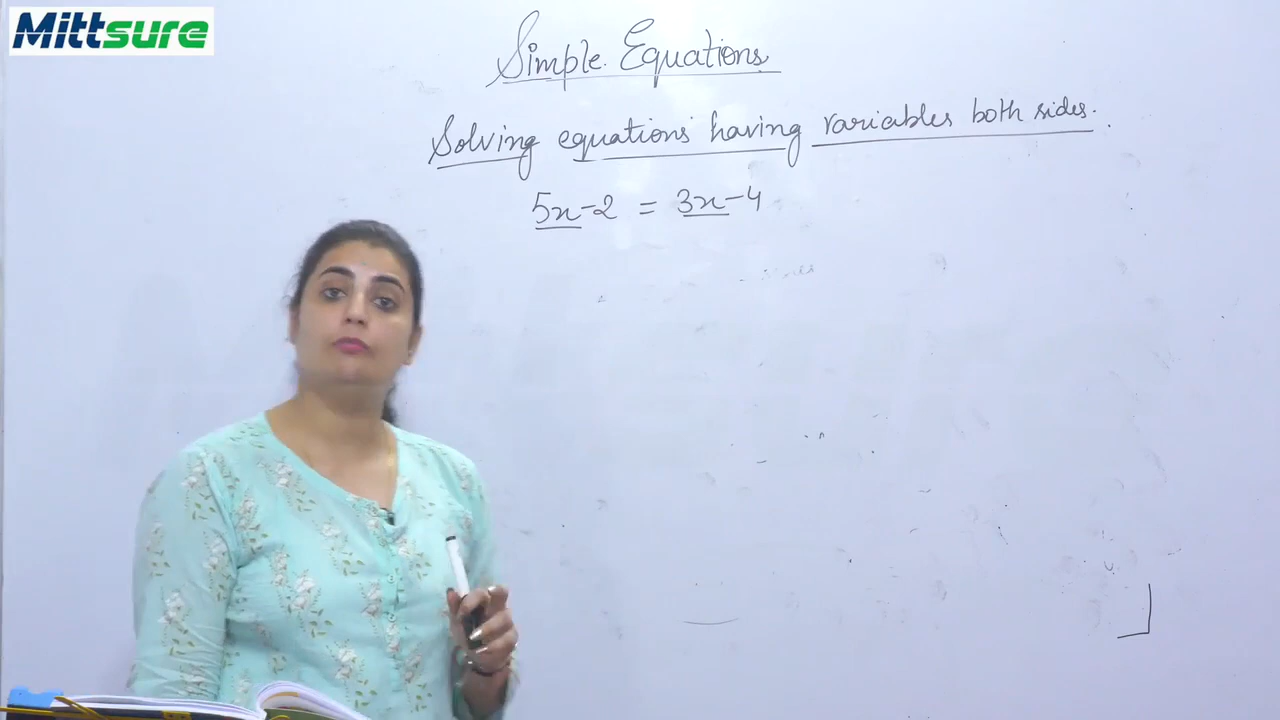 Mittsure
Simple Equations.
Solving equations having variables both sides.
5x-2 = 3x-4